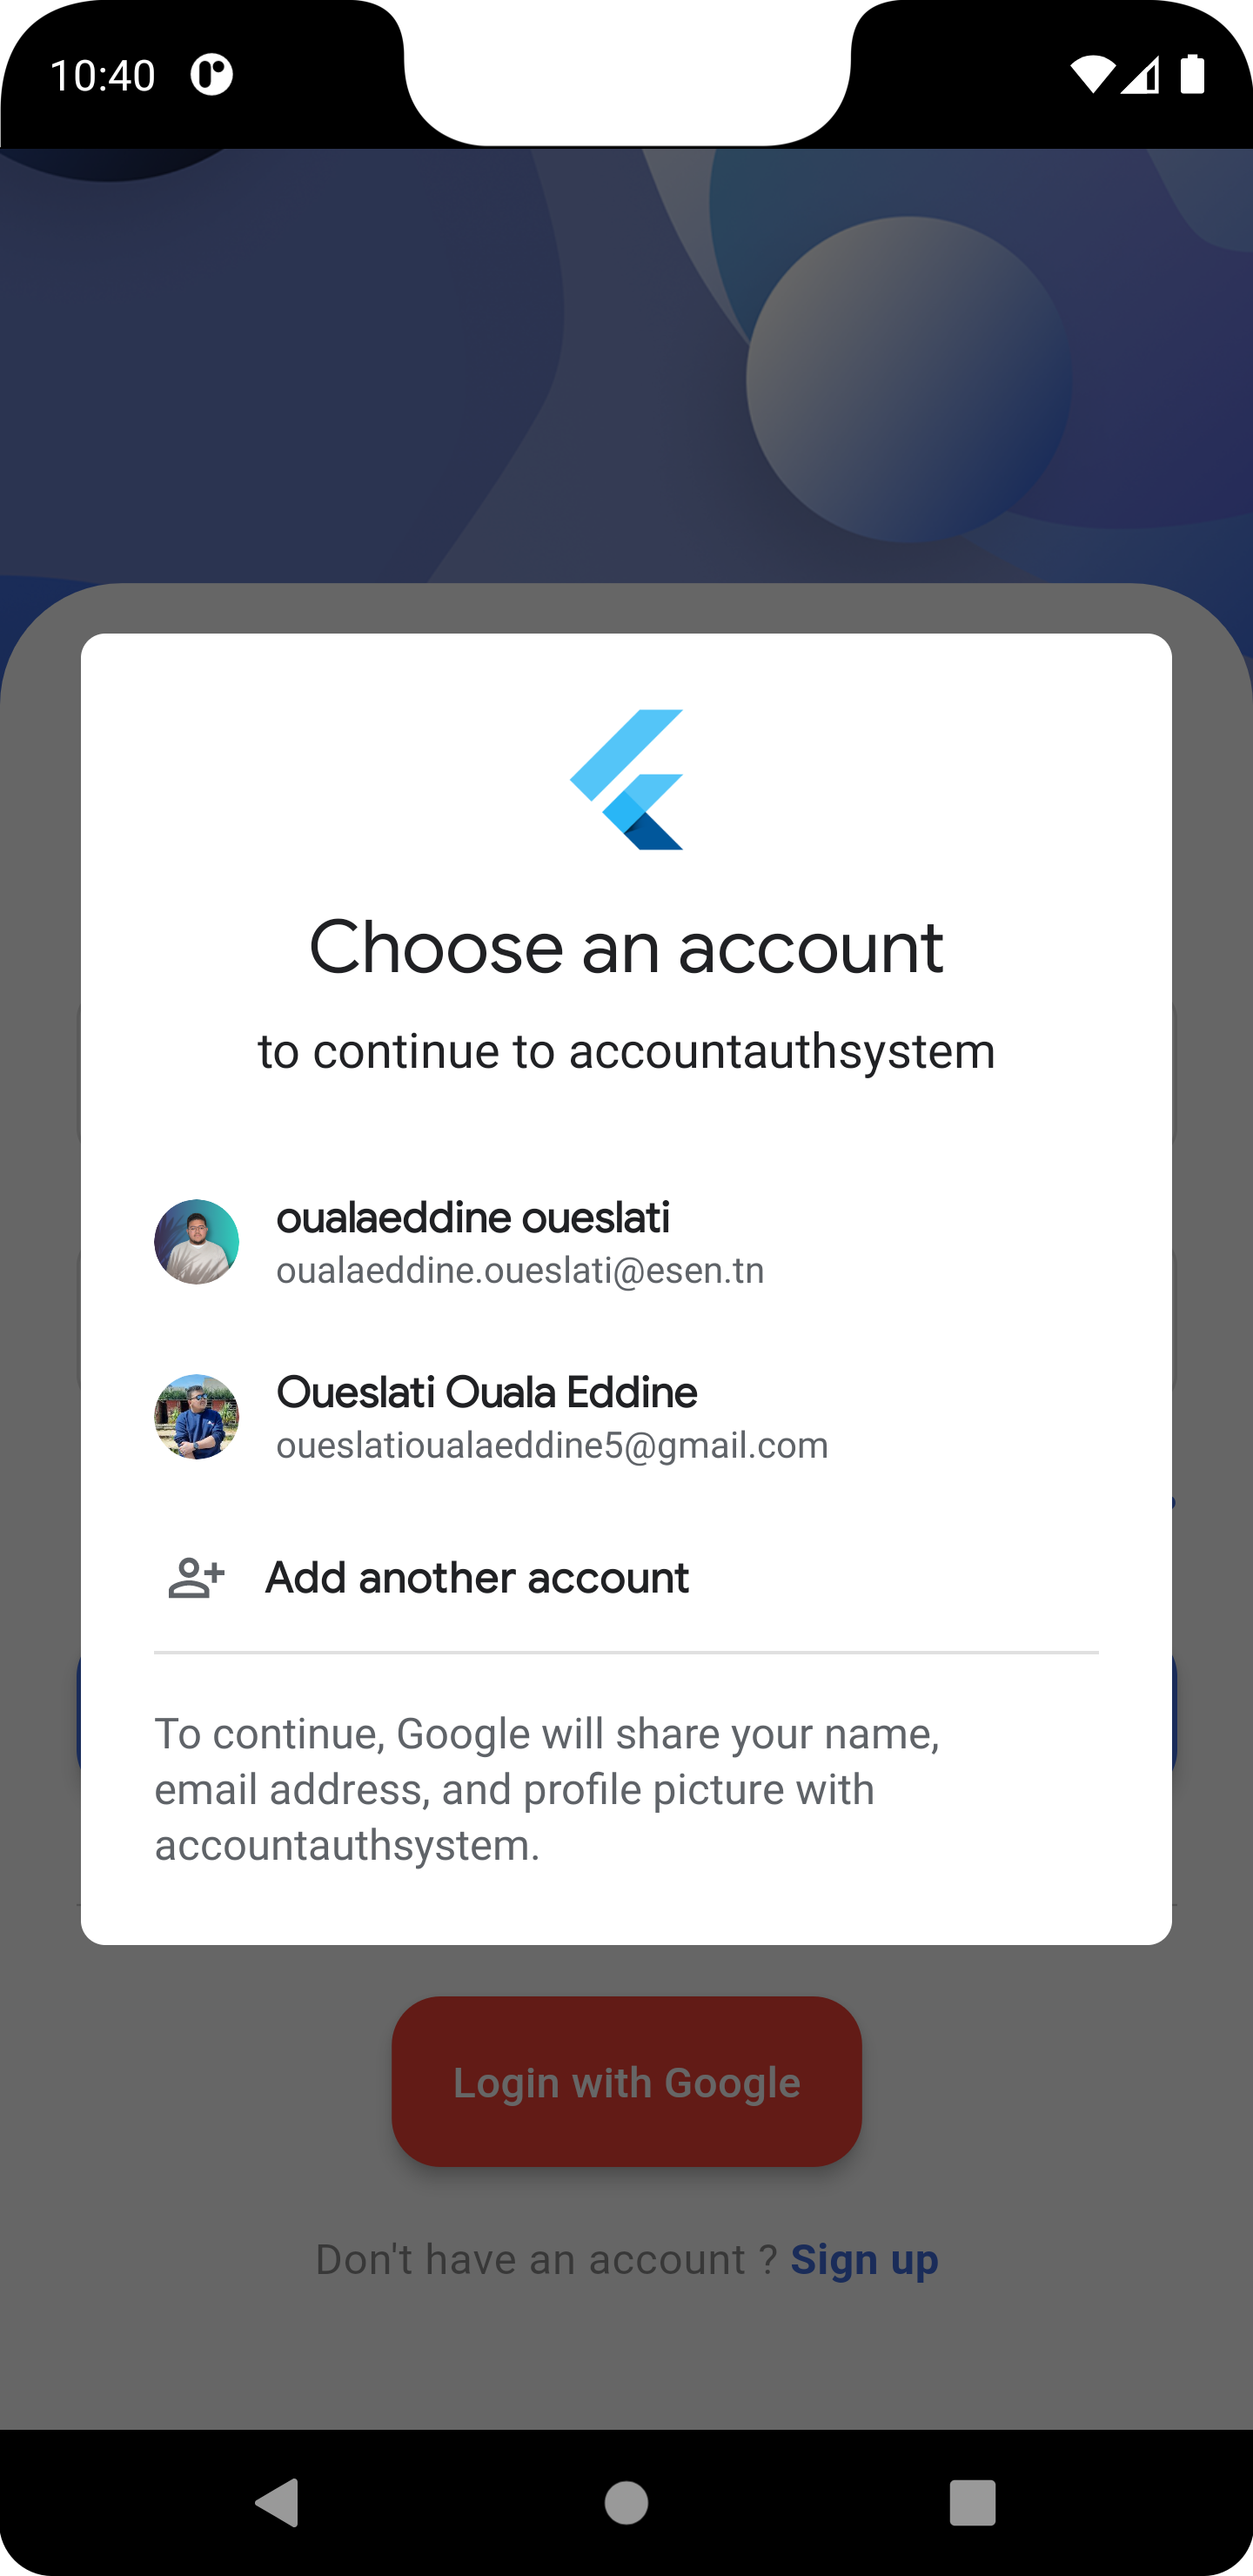 10:40
Choose an account
to continue to accountauthsystem
oualaeddine oueslati
oualaeddine.oueslati@esen.tn
Oueslati Ouala Eddine
oueslatioualaeddine5@gmail.com
Add another account
To continue, Google will share your name,
email address, and profile picture with
accountauthsystem.
Login with Google
Don't have an account ? Sign up